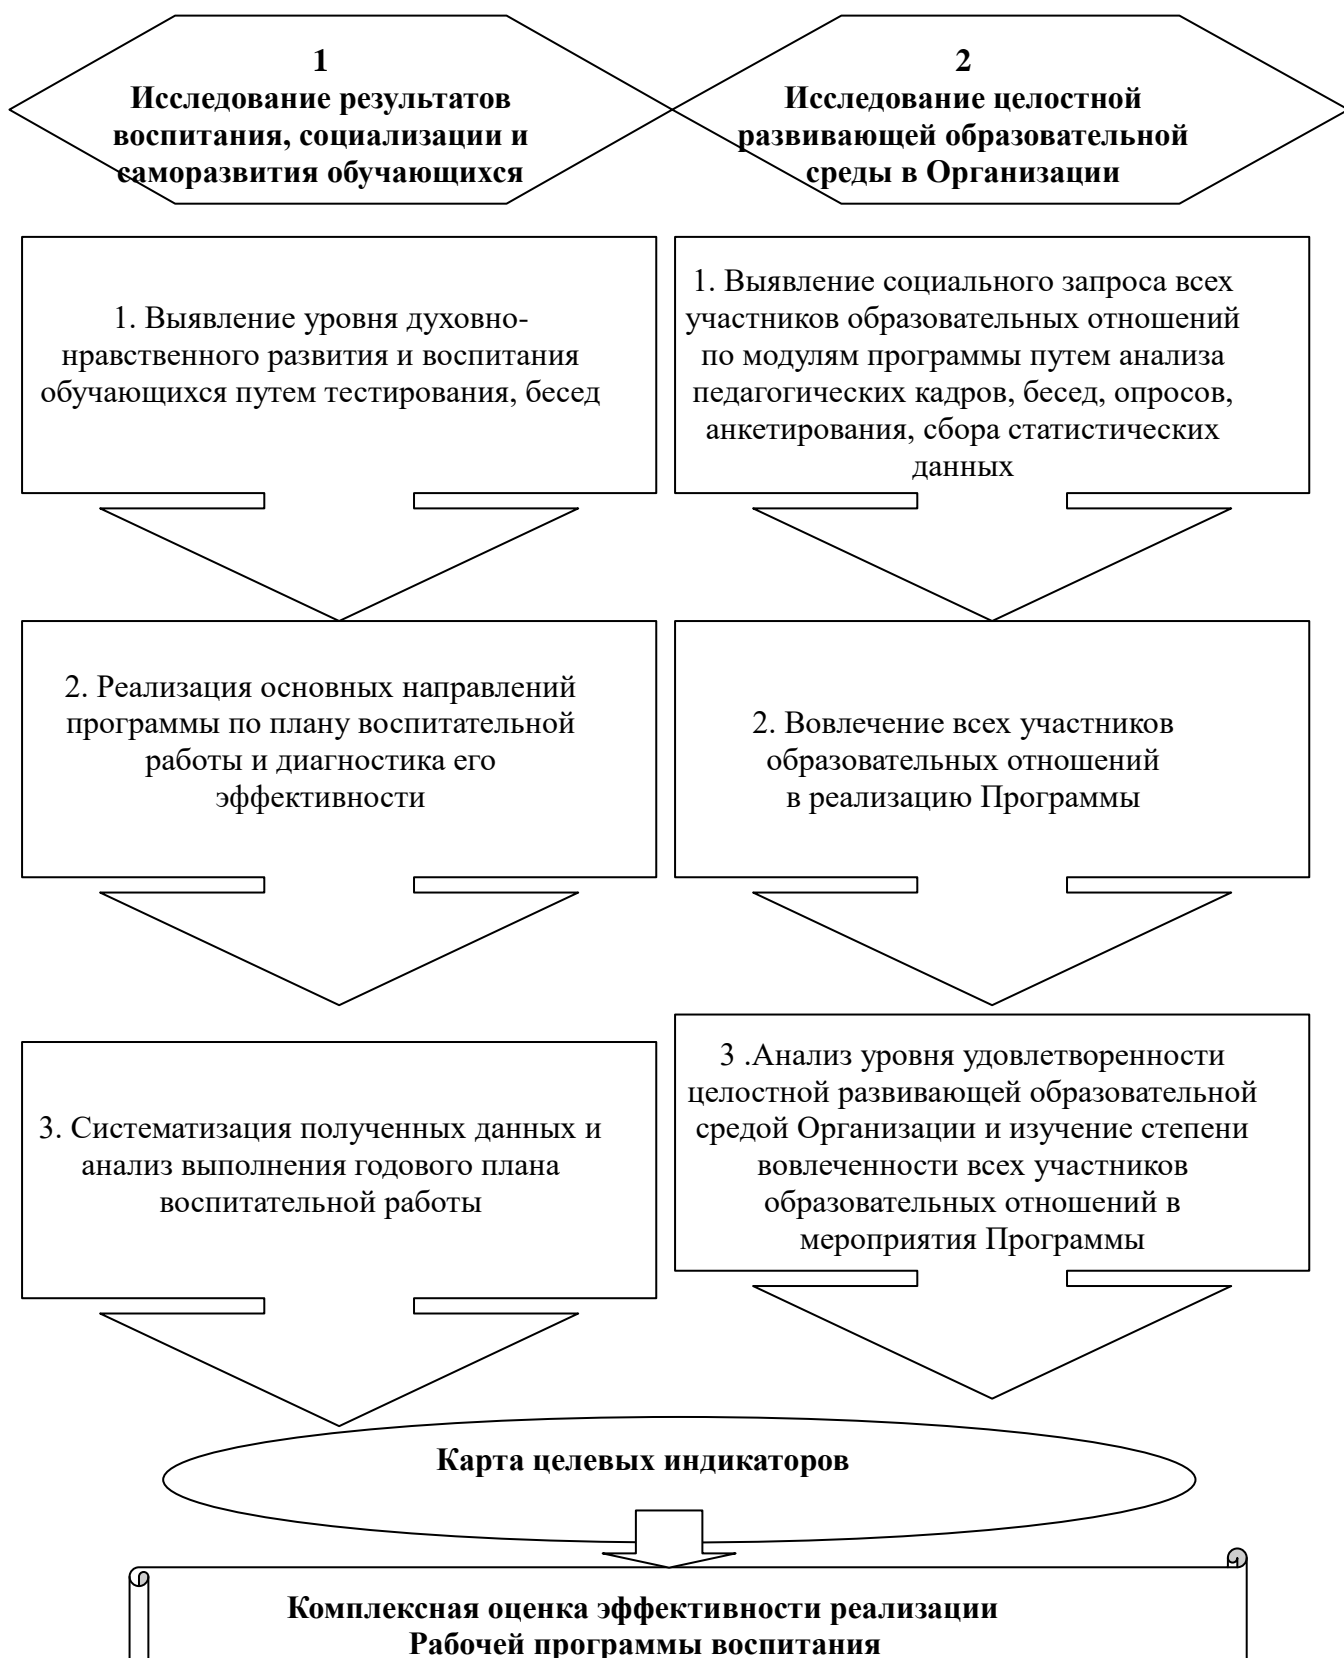 1
Исследование результатов
воспитания, социализации и
саморазвития обучающихся
2
Исследование целостной
развивающей образовательной
среды в Организации
1. Выявление уровня духовно-
нравственного развития и воспитания
обучающихся путем тестирования, бесед
1. Выявление социального запроса всех
участников образовательных отношений
по модулям программы путем анализа
педагогических кадров, бесед, опросов,
анкетирования, сбора статистических
данных
2. Реализация основных направлений
программы по плану воспитательной
работы и диагностика его
эффективности
2. Вовлечение всех участников
образовательных отношений
в реализацию Программы
3. Систематизация полученных данных и
анализ выполнения годового плана
воспитательной работы
3 .Анализ уровня удовлетворенности
целостной развивающей образовательной
средой Организации и изучение степени
вовлеченности всех участников
образовательных отношений в
мероприятия Программы
Карта целевых индикаторов
Комплексная оценка эффективности реализации
Рабочей программы воспитания